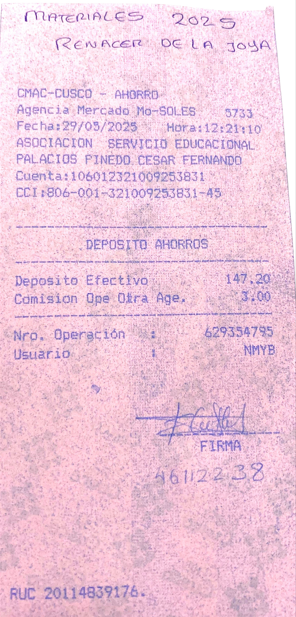 MATERIALES 2025
RENACER DE LA JOYA
CMAC-CUSCO - AHORRO
Agencia Mercado Mo-SOLES 5733
Fecha:29/05/2025 Hora:12:21:10
ASOCIACION SERVICIO EDUCACIONAL
PALACIOS PINEDO CESAR FERNANDO
Cuenta:106012321009253831
CCI:806-001-321009253831-45
DEPOSITO AHORROS
Deposito Efectivo 147.20
Comision Ope Otra Age. 3.00
Nro. Operación : 629354795
Usuario : NMYB
FIRMA
46112238
RUC 20114839176.